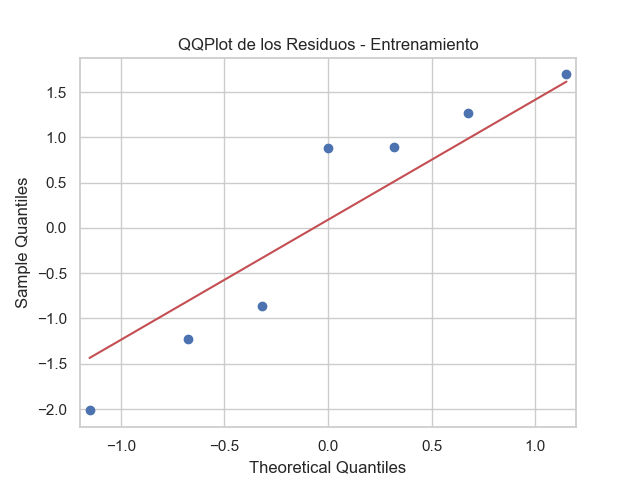 QQPlot de los Residuos - Entrenamiento
1.5
1.0
0.5
0.0
−0.5
−1.0
−1.5
−2.0
Sample Quantiles
−1.0 −0.5 0.0 0.5 1.0
Theoretical Quantiles